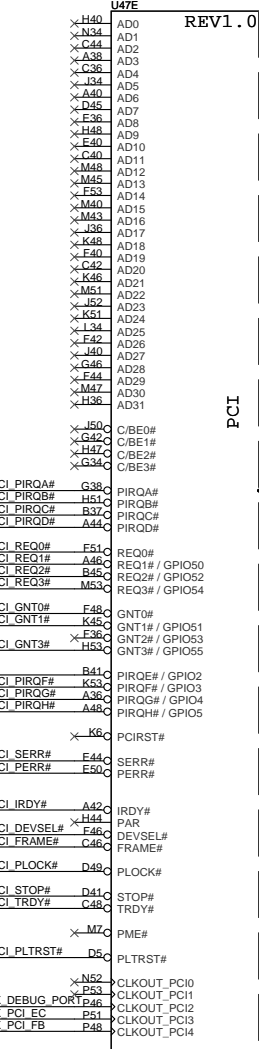 U47E
REV1.0
H40 AD0
N34 AD1
C44 AD2
A38 AD3
C36 AD4
J34 AD5
A40 AD6
D45 AD7
E36 AD8
H48 AD9
E40 AD10
C40 AD11
M48 AD12
M45 AD13
F53 AD14
M40 AD15
M43 AD16
J36 AD17
K48 AD18
F40 AD19
C42 AD20
K46 AD21
M51 AD22
J52 AD23
K51 AD24
L34 AD25
F42 AD26
J40 AD27
G46 AD28
F44 AD29
M47 AD30
H36 AD31
PCI
J50 C/BE0#
G42 C/BE1#
H47 C/BE2#
G34 C/BE3#
CI_PIRQA# G38 PIRQA#
CI_PIRQB# H51 PIRQB#
CI_PIRQC# B37 PIRQC#
CI_PIRQD# A44 PIRQD#
CI_REQ0# F51 REQ0#
CI_REQ1# A46 REQ1# / GPIO50
CI_REQ2# B45 REQ2# / GPIO52
CI_REQ3# M53 REQ3# / GPIO54
CI_GNT0# F48 GNT0#
CI_GNT1# K45 GNT1# / GPIO51
F36 GNT2# / GPIO53
CI_GNT3# H53 GNT3# / GPIO55
B41 PIRQE# / GPIO2
CI_PIRQF# K53 PIRQF# / GPIO3
CI_PIRQG# A36 PIRQG# / GPIO4
CI_PIRQH# A48 PIRQH# / GPIO5
K6 PCIRST#
CI_SERR# E44 SERR#
CI_PERR# E50 PERR#
CI_IRDY# A42 IRDY#
H44 PAR
CI_DEVSEL# F46 DEVSEL#
CI_FRAME# C46 FRAME#
CI_PLOCK# D49 PLOCK#
CI_STOP# D41 STOP#
CI_TRDY# C48 TRDY#
M7 PME#
CI_PLTRST# D5 PLTRST#
N52 CLKOUT_PCI0
P53 CLKOUT_PCI1
_DEBUG_PORT P46 CLKOUT_PCI2
_PCI_EC P51 CLKOUT_PCI3
_PCI_FB P48 CLKOUT_PCI4